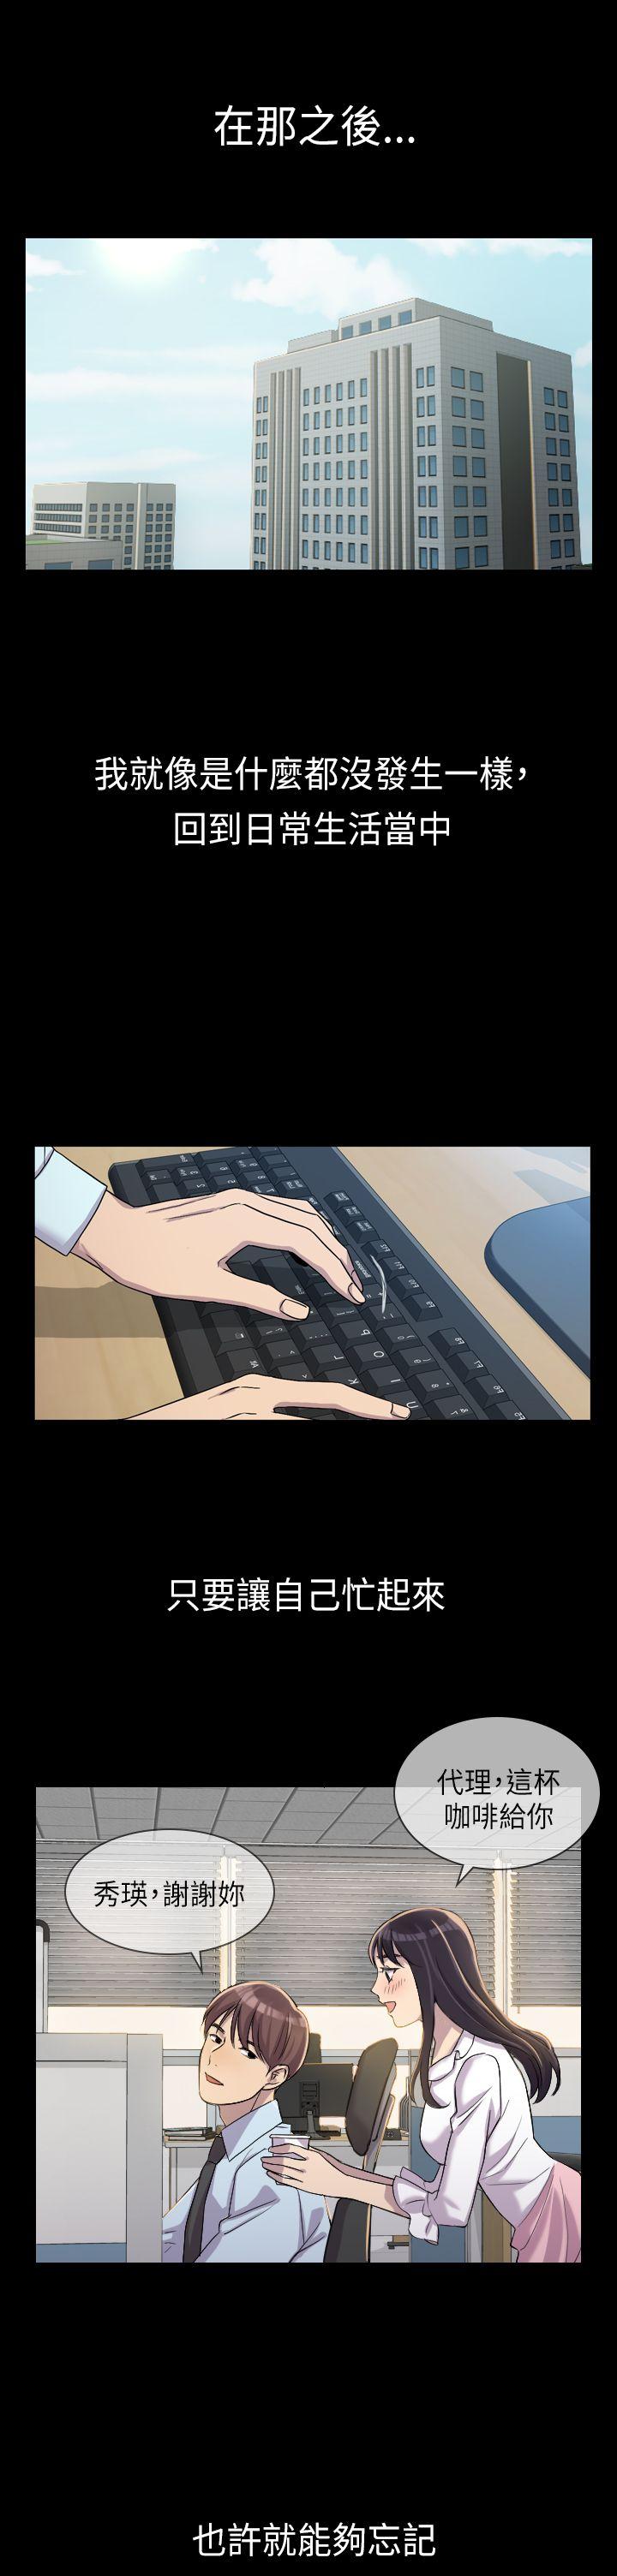 在那之後...
我就像是什麼都沒發生一樣，
回到日常生活當中
只要讓自己忙起來
代理，這杯
咖啡給你
秀瑛，謝謝妳
也許就能夠忘記